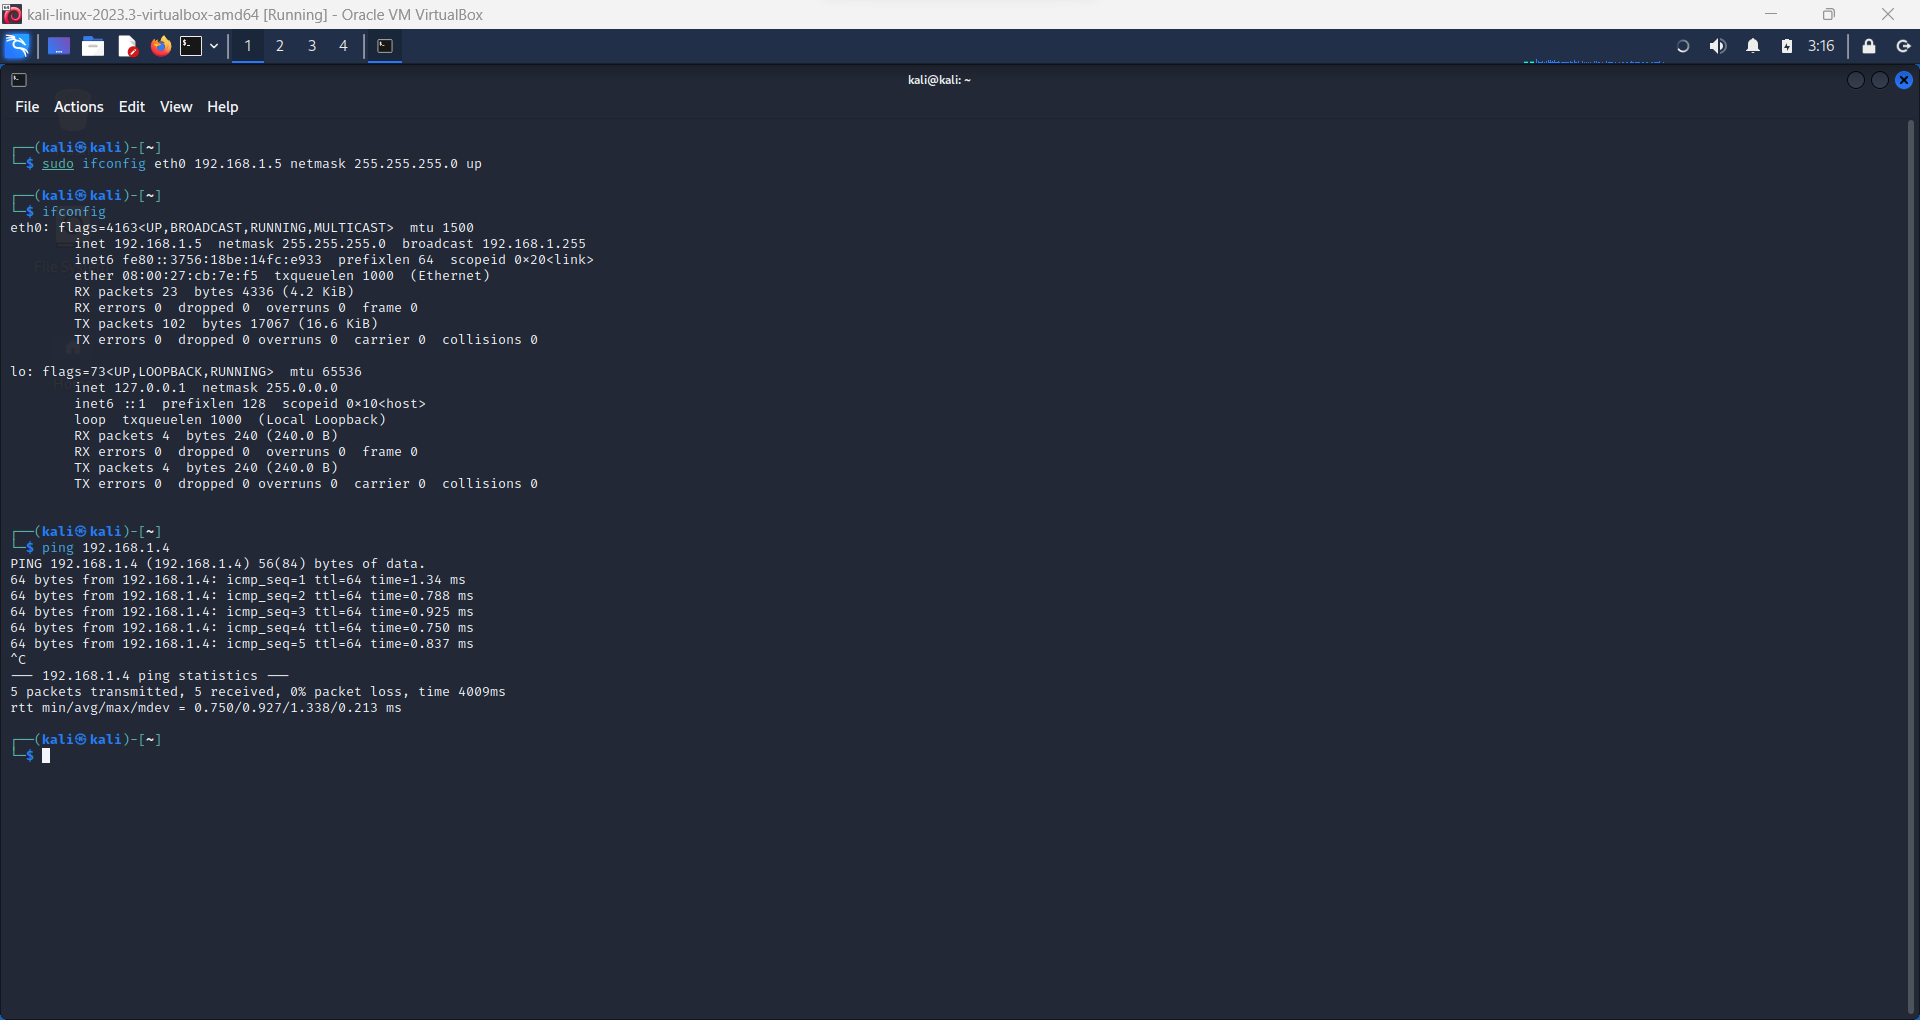 kali-linux-2023.3-virtualbox-amd64 [Running] - Oracle VM VirtualBox
1 2 3 4 3:16
kali@kali: ~
File Actions Edit View Help
┌──(kali㉿kali)-[~]
└─$ sudo ifconfig eth0 192.168.1.5 netmask 255.255.255.0 up
┌──(kali㉿kali)-[~]
└─$ ifconfig
eth0: flags=4163<UP,BROADCAST,RUNNING,MULTICAST>  mtu 1500
inet 192.168.1.5  netmask 255.255.255.0  broadcast 192.168.1.255
inet6 fe80::3756:18be:14fc:e933  prefixlen 64  scopeid 0×20<link>
ether 08:00:27:cb:7e:f5  txqueuelen 1000  (Ethernet)
RX packets 23  bytes 4336 (4.2 KiB)
RX errors 0  dropped 0  overruns 0  frame 0
TX packets 102  bytes 17067 (16.6 KiB)
TX errors 0  dropped 0 overruns 0  carrier 0  collisions 0
lo: flags=73<UP,LOOPBACK,RUNNING>  mtu 65536
inet 127.0.0.1  netmask 255.0.0.0
inet6 ::1  prefixlen 128  scopeid 0×10<host>
loop  txqueuelen 1000  (Local Loopback)
RX packets 4  bytes 240 (240.0 B)
RX errors 0  dropped 0  overruns 0  frame 0
TX packets 4  bytes 240 (240.0 B)
TX errors 0  dropped 0 overruns 0  carrier 0  collisions 0
┌──(kali㉿kali)-[~]
└─$ ping 192.168.1.4
PING 192.168.1.4 (192.168.1.4) 56(84) bytes of data.
64 bytes from 192.168.1.4: icmp_seq=1 ttl=64 time=1.34 ms
64 bytes from 192.168.1.4: icmp_seq=2 ttl=64 time=0.788 ms
64 bytes from 192.168.1.4: icmp_seq=3 ttl=64 time=0.925 ms
64 bytes from 192.168.1.4: icmp_seq=4 ttl=64 time=0.750 ms
64 bytes from 192.168.1.4: icmp_seq=5 ttl=64 time=0.837 ms
^C
--- 192.168.1.4 ping statistics ---
5 packets transmitted, 5 received, 0% packet loss, time 4009ms
rtt min/avg/max/mdev = 0.750/0.927/1.338/0.213 ms
┌──(kali㉿kali)-[~]
└─$